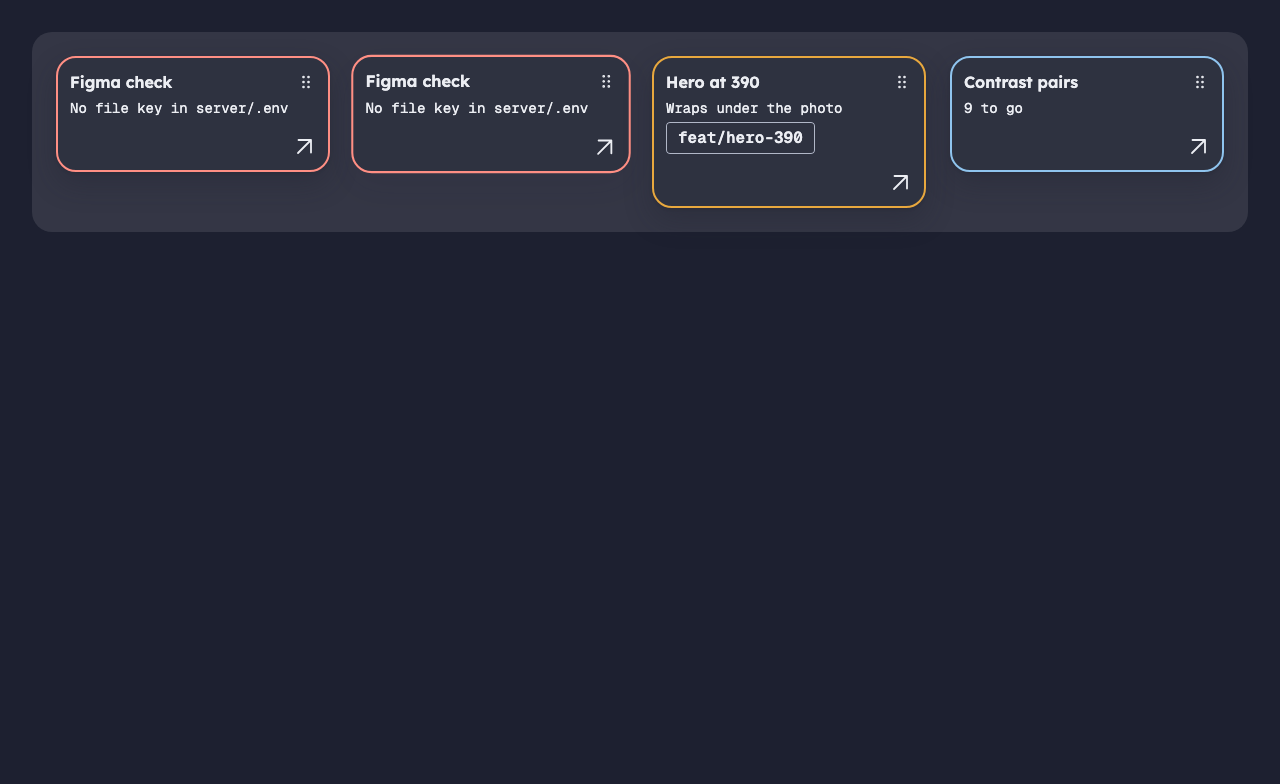 Figma check
No file key in server/.env
Figma check
No file key in server/.env
Hero at 390
Wraps under the photo
feat/hero-390
Contrast pairs
9 to go